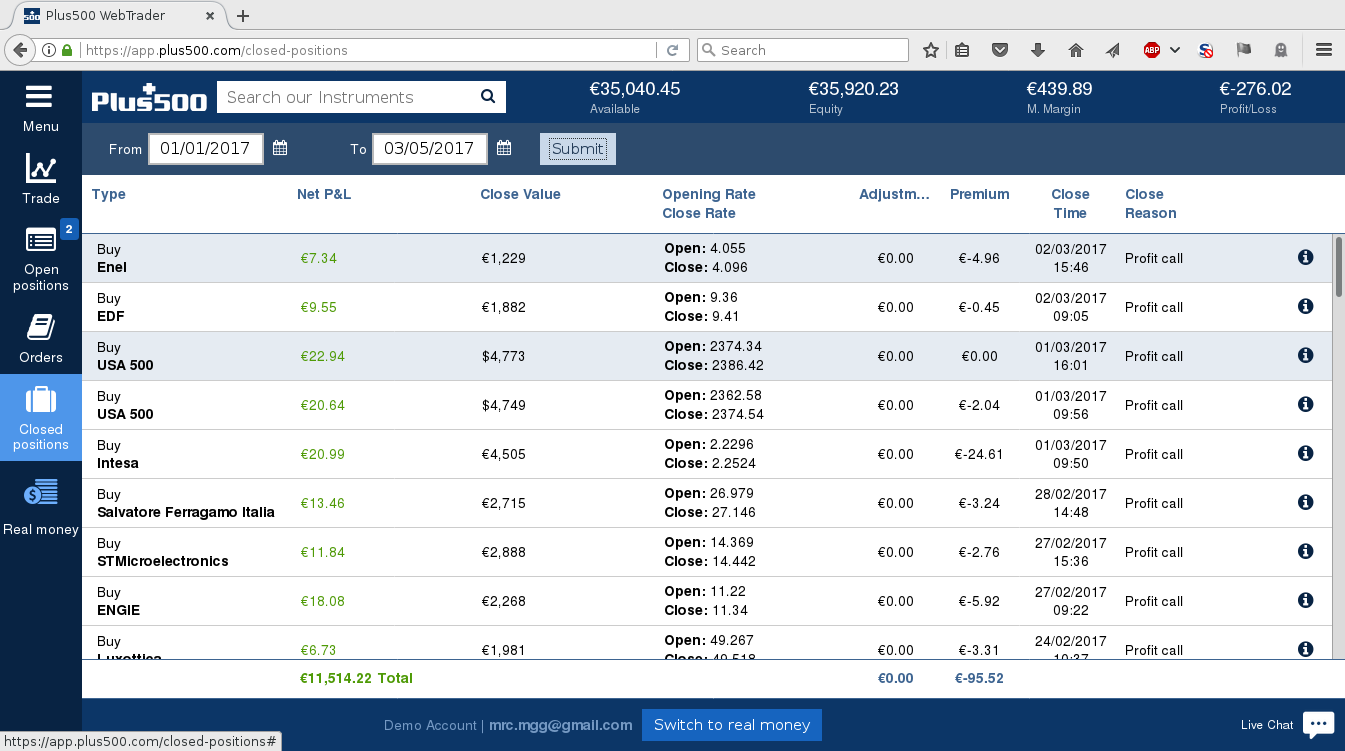 Plus500 WebTrader
https://app.plus500.com/closed-positions
Search
ABP
Menu
Trade
2
Open
positions
Orders
Closed
positions
Real money
Plus500
Search our Instruments
€35,040.45
Available
€35,920.23
Equity
€439.89
M. Margin
€-276.02
Profit/Loss
From 01/01/2017 To 03/05/2017 Submit
Type Net P&L Close Value Opening Rate Close Rate Adjustm... Premium Close Time Close Reason
Buy
Enel €7.34 €1,229 Open: 4.055 Close: 4.096 €0.00 €-4.96 02/03/2017 15:46 Profit call
Buy
EDF €9.55 €1,882 Open: 9.36 Close: 9.41 €0.00 €-0.45 02/03/2017 09:05 Profit call
Buy
USA 500 €22.94 $4,773 Open: 2374.34 Close: 2386.42 €0.00 €0.00 01/03/2017 16:01 Profit call
Buy
USA 500 €20.64 $4,749 Open: 2362.58 Close: 2374.54 €0.00 €-2.04 01/03/2017 09:56 Profit call
Buy
Intesa €20.99 €4,505 Open: 2.2296 Close: 2.2524 €0.00 €-24.61 01/03/2017 09:50 Profit call
Buy
Salvatore Ferragamo Italia €13.46 €2,715 Open: 26.979 Close: 27.146 €0.00 €-3.24 28/02/2017 14:48 Profit call
Buy
STMicroelectronics €11.84 €2,888 Open: 14.369 Close: 14.442 €0.00 €-2.76 27/02/2017 15:36 Profit call
Buy
ENGIE €18.08 €2,268 Open: 11.22 Close: 11.34 €0.00 €-5.92 27/02/2017 09:22 Profit call
Buy
Luxottica €6.73 €1,981 Open: 49.267 Close: 49.518 €0.00 €-3.31 24/02/2017 10:37 Profit call
€11,514.22 Total €0.00 €-95.52
Demo Account | mrc.mgg@gmail.com Switch to real money
Live Chat
https://app.plus500.com/closed-positions#